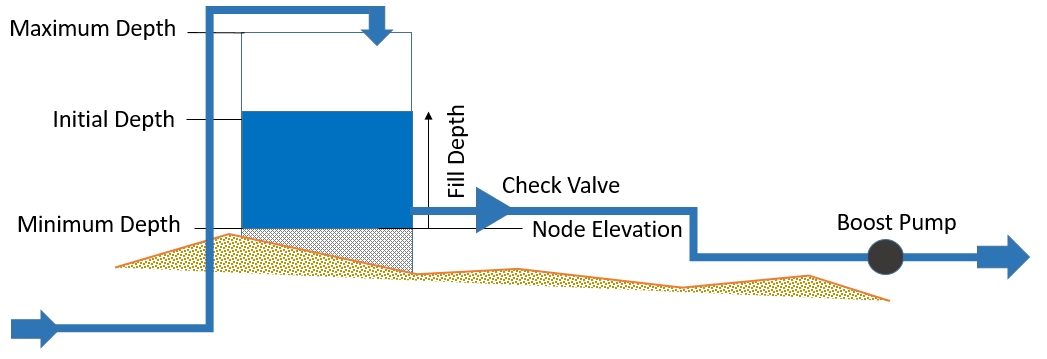 Maximum Depth
Initial Depth
Fill Depth
Check Valve
Minimum Depth
Node Elevation
Boost Pump